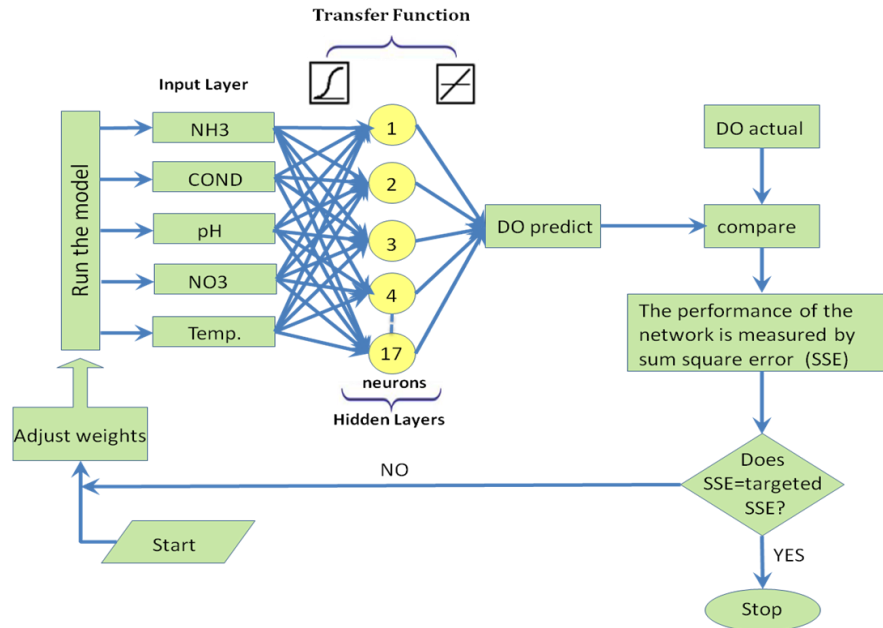 Transfer Function
Input Layer
Run the model
NH3
COND
pH
NO3
Temp.
1
2
3
4
17
neurons
Hidden Layers
DO predict
DO actual
compare
The performance of the
network is measured by
sum square error (SSE)
Does
SSE=targeted
SSE?
NO
YES
Adjust weights
Start
Stop